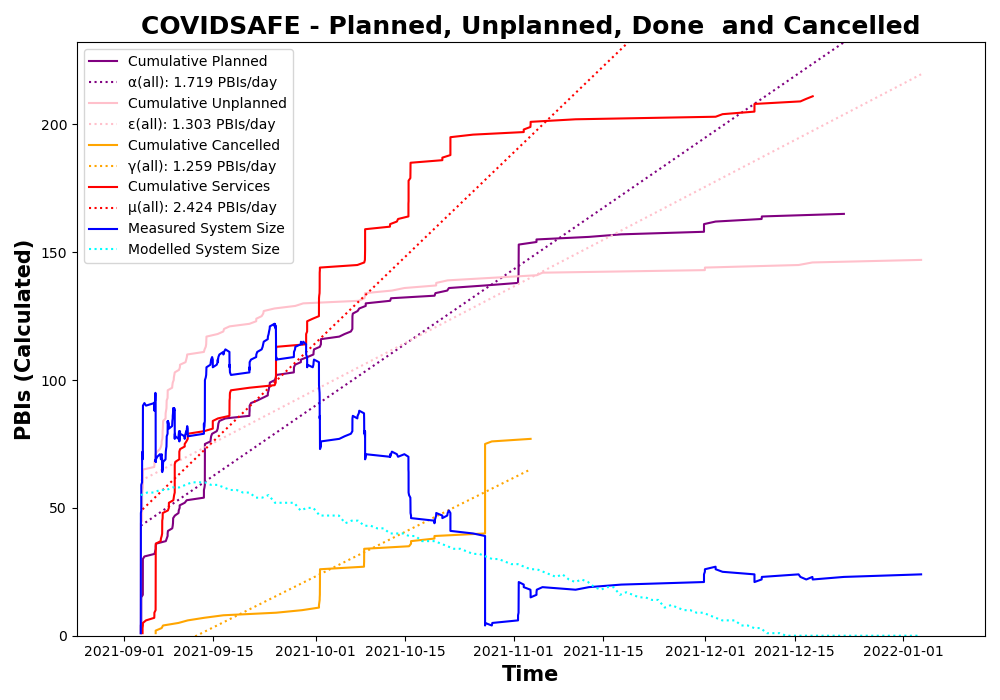 COVIDSAFE - Planned, Unplanned, Done  and Cancelled
Cumulative Planned
α(all): 1.719 PBIs/day
Cumulative Unplanned
ε(all): 1.303 PBIs/day
Cumulative Cancelled
γ(all): 1.259 PBIs/day
Cumulative Services
μ(all): 2.424 PBIs/day
Measured System Size
Modelled System Size
PBIs (Calculated)
200
150
100
50
0
2021-09-01 2021-09-15 2021-10-01 2021-10-15 2021-11-01 2021-11-15 2021-12-01 2021-12-15 2022-01-01
Time